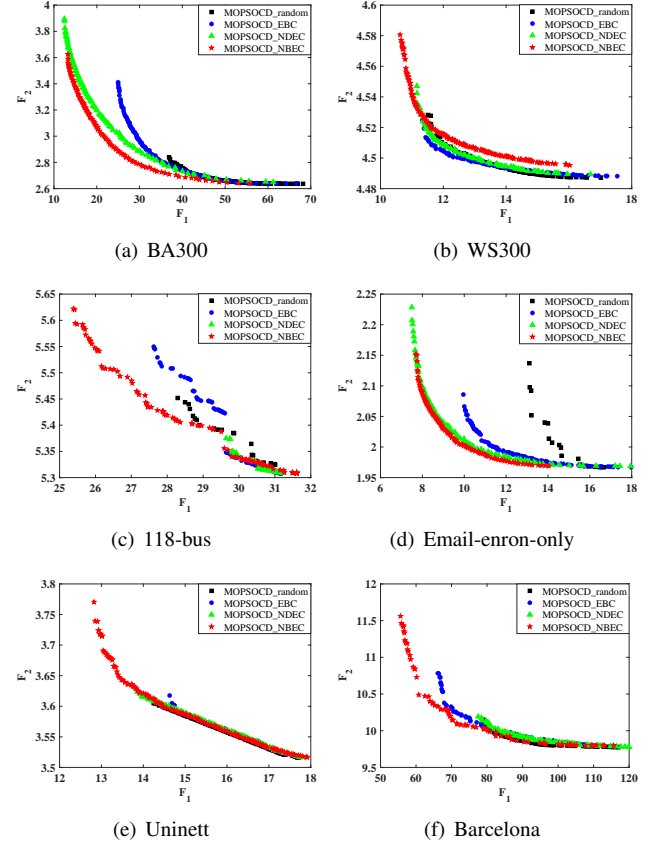 4
3.8
3.6
3.4
3.2
3
2.8
2.6
F2
10 20 30 40 50 60 70
F1
MOPSOCD_random
MOPSOCD_EBC
MOPSOCD_NDEC
MOPSOCD_NBEC
(a) BA300
4.6
4.58
4.56
4.54
4.52
4.5
4.48
F2
10 12 14 16 18
F1
MOPSOCD_random
MOPSOCD_EBC
MOPSOCD_NDEC
MOPSOCD_NBEC
(b) WS300
5.65
5.6
5.55
5.5
5.45
5.4
5.35
5.3
F2
25 26 27 28 29 30 31 32
F1
MOPSOCD_random
MOPSOCD_EBC
MOPSOCD_NDEC
MOPSOCD_NBEC
(c) 118-bus
2.25
2.2
2.15
2.1
2.05
2
1.95
F2
6 8 10 12 14 16 18
F1
MOPSOCD_random
MOPSOCD_EBC
MOPSOCD_NDEC
MOPSOCD_NBEC
(d) Email-enron-only
3.8
3.7
3.6
3.5
F2
12 13 14 15 16 17 18
F1
MOPSOCD_random
MOPSOCD_EBC
MOPSOCD_NDEC
MOPSOCD_NBEC
(e) Uninett
12
11.5
11
10.5
10
9.5
F2
50 60 70 80 90 100 110 120
F1
MOPSOCD_random
MOPSOCD_EBC
MOPSOCD_NDEC
MOPSOCD_NBEC
(f) Barcelona